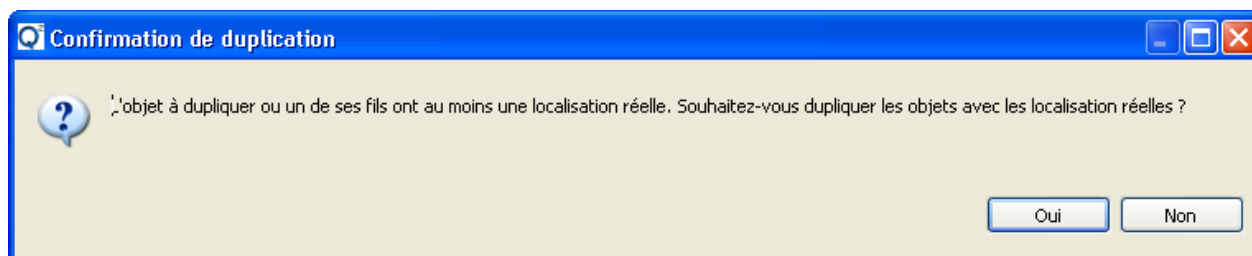 Confirmation de duplication
L'objet à dupliquer ou un de ses fils ont au moins une localisation réelle. Souhaitez-vous dupliquer les objets avec les localisation réelles ?
Oui
Non